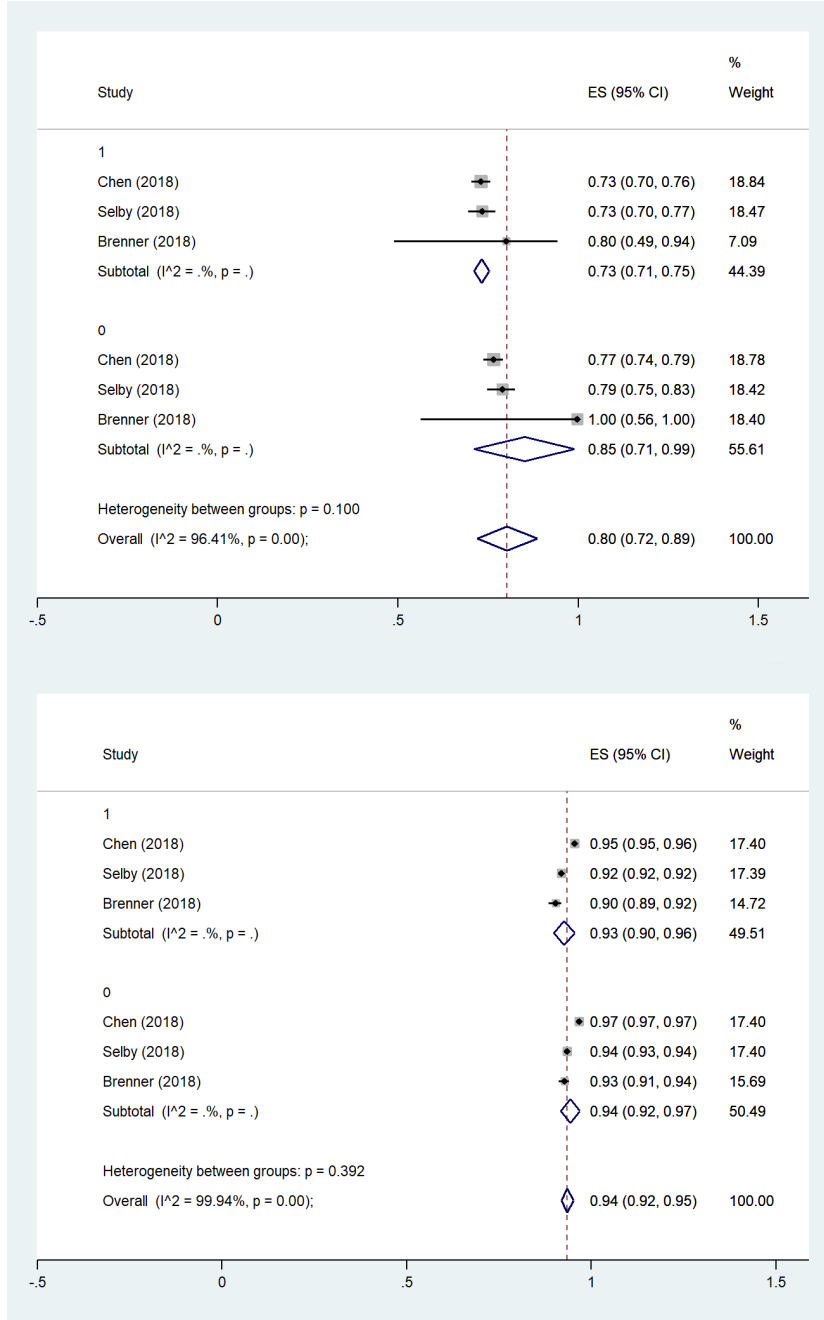 %
Study ES (95% CI) Weight
1
Chen (2018) 0.73 (0.70, 0.76) 18.84
Selby (2018) 0.73 (0.70, 0.77) 18.47
Brenner (2018) 0.80 (0.49, 0.94) 7.09
Subtotal (I^2 = .%, p = .) 0.73 (0.71, 0.75) 44.39
0
Chen (2018) 0.77 (0.74, 0.79) 18.78
Selby (2018) 0.79 (0.75, 0.83) 18.42
Brenner (2018) 1.00 (0.56, 1.00) 18.40
Subtotal (I^2 = .%, p = .) 0.85 (0.71, 0.99) 55.61
Heterogeneity between groups: p = 0.100
Overall (I^2 = 96.41%, p = 0.00); 0.80 (0.72, 0.89) 100.00
-.5 0 .5 1 1.5
%
Study ES (95% CI) Weight
1
Chen (2018) 0.95 (0.95, 0.96) 17.40
Selby (2018) 0.92 (0.92, 0.92) 17.39
Brenner (2018) 0.90 (0.89, 0.92) 14.72
Subtotal (I^2 = .%, p = .) 0.93 (0.90, 0.96) 49.51
0
Chen (2018) 0.97 (0.97, 0.97) 17.40
Selby (2018) 0.94 (0.93, 0.94) 17.40
Brenner (2018) 0.93 (0.91, 0.94) 15.69
Subtotal (I^2 = .%, p = .) 0.94 (0.92, 0.97) 50.49
Heterogeneity between groups: p = 0.392
Overall (I^2 = 99.94%, p = 0.00); 0.94 (0.92, 0.95) 100.00
-.5 0 .5 1 1.5